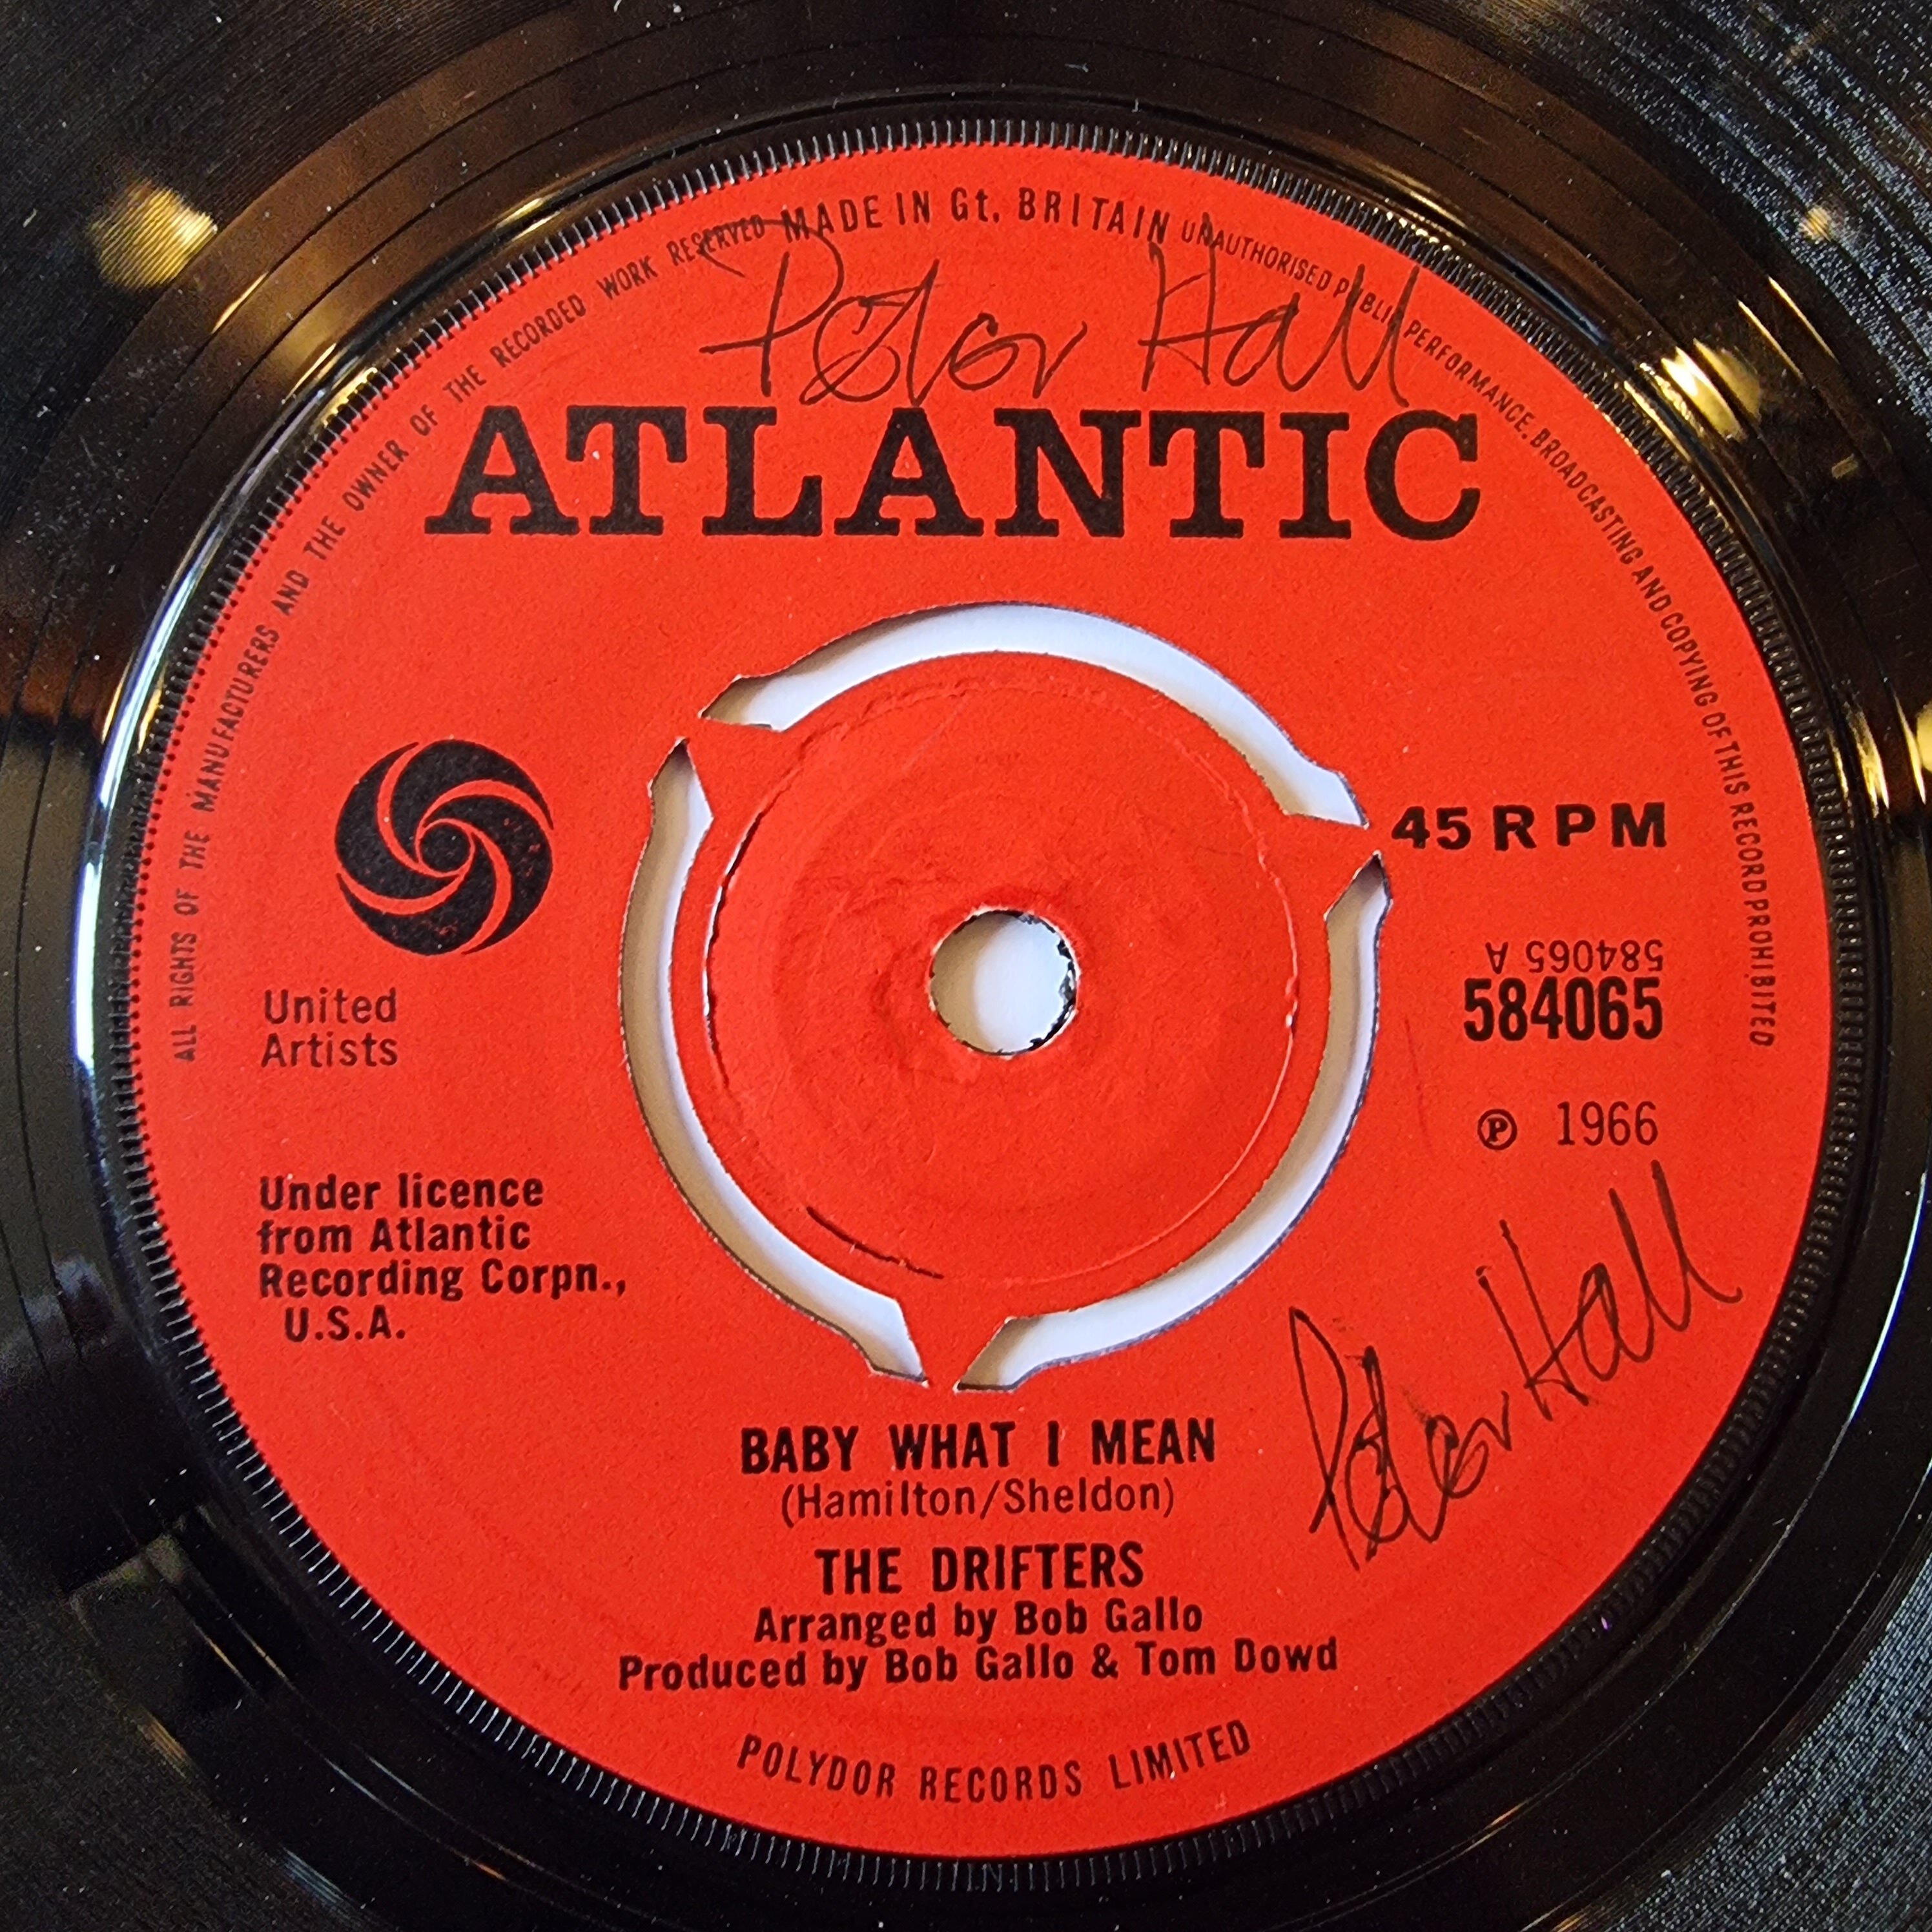 ALL RIGHTS OF THE MANUFACTURERS AND THE OWNER OF THE RECORDED WORK RESERVED MADE IN Gt. BRITAIN UNAUTHORISED PUBLIC PERFORMANCE. BROADCASTING AND COPYING OF THIS RECORD PROHIBITED
Peter Hall
ATLANTIC
45 RPM
584065 A
584065
United
Artists
℗ 1966
Under licence
from Atlantic
Recording Corpn.,
U.S.A.
Peter Hall
BABY WHAT I MEAN
(Hamilton/Sheldon)
THE DRIFTERS
Arranged by Bob Gallo
Produced by Bob Gallo & Tom Dowd
POLYDOR RECORDS LIMITED